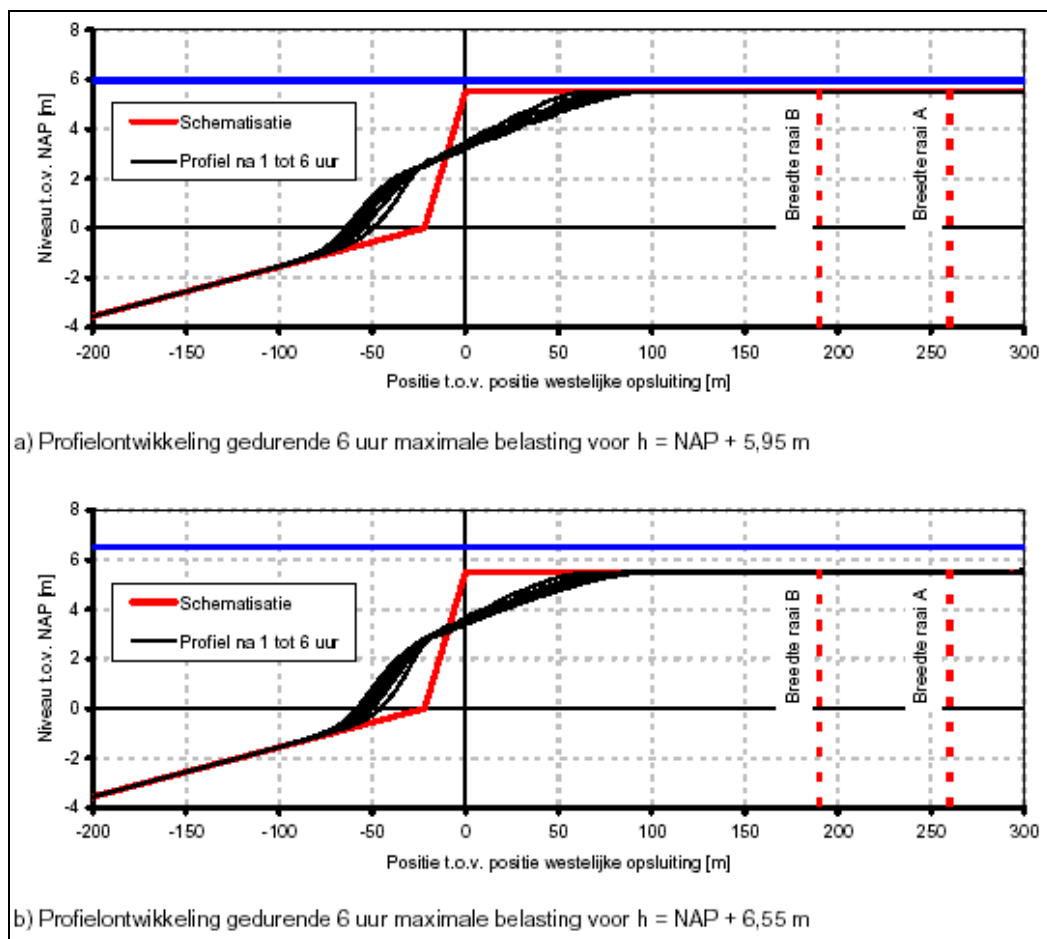 8
6
4
2
0
-2
-4
Niveau t.o.v. NAP [m]
Schematisatie
Profiel na 1 tot 6 uur
Breedte raai B
Breedte raai A
-200 -150 -100 -50 0 50 100 150 200 250 300
Positie t.o.v. positie westelijke opsluiting [m]
a) Profielontwikkeling gedurende 6 uur maximale belasting voor h = NAP + 5,95 m
8
6
4
2
0
-2
-4
Niveau t.o.v. NAP [m]
Schematisatie
Profiel na 1 tot 6 uur
Breedte raai B
Breedte raai A
-200 -150 -100 -50 0 50 100 150 200 250 300
Positie t.o.v. positie westelijke opsluiting [m]
b) Profielontwikkeling gedurende 6 uur maximale belasting voor h = NAP + 6,55 m